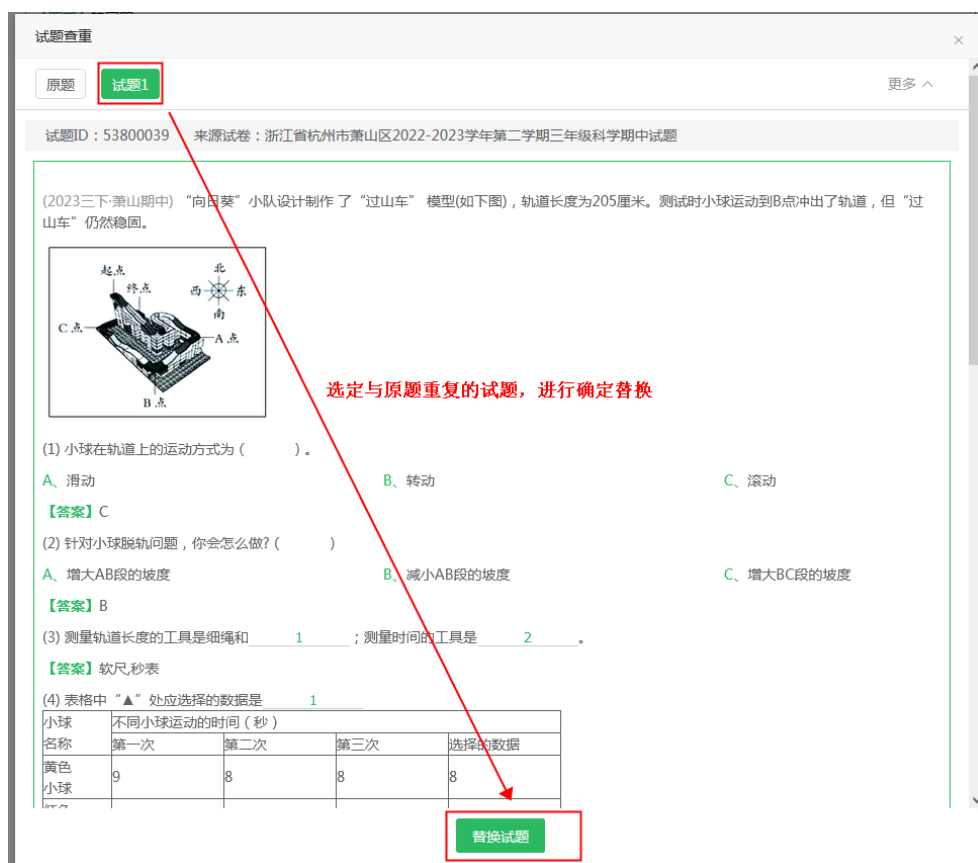 试题查重
×
原题 试题1 更多
试题ID：53800039 来源试卷：浙江省杭州市萧山区2022-2023学年第二学期三年级科学期中试题
(2023三下·萧山期中) “向日葵”小队设计制作 了“过山车” 模型(如下图)，轨道长度为205厘米。测试时小球运动到B点冲出了轨道，但“过
山车”仍然稳固。
起点 北
终点 西 东
南
C 点
A 点
B 点
选定与原题重复的试题，进行确定替换
(1) 小球在轨道上的运动方式为 ( ) 。
A、滑动 B、转动 C、滚动
【答案】C
(2) 针对小球脱轨问题，你会怎么做? ( )
A、增大AB段的坡度 B、减小AB段的坡度 C、增大BC段的坡度
【答案】B
(3) 测量轨道长度的工具是细绳和 1 ；测量时间的工具是 2 。
【答案】软尺,秒表
(4) 表格中“▲”处应选择的数据是 1
小球 不同小球运动的时间（秒）
名称 第一次 第二次 第三次 选择的数据
黄色
小球 9 8 8 8
替换试题